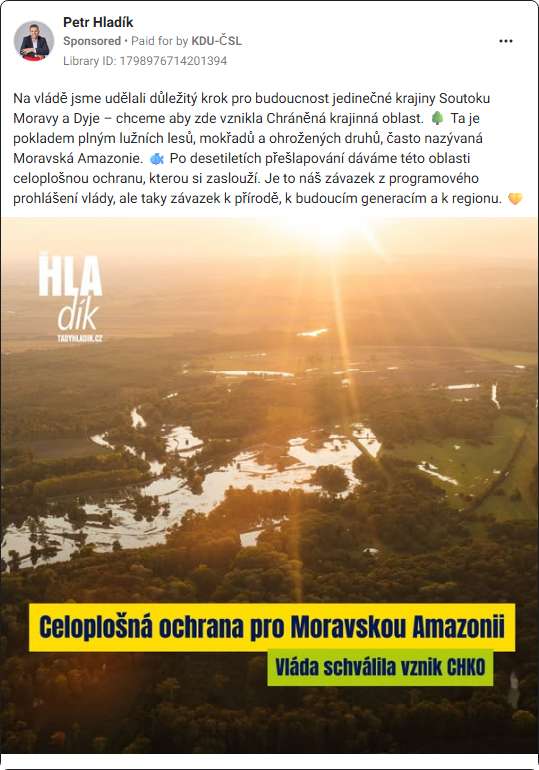 Petr Hladík
Sponsored • Paid for by KDU-ČSL
Library ID: 1798976714201394
Na vládě jsme udělali důležitý krok pro budoucnost jedinečné krajiny Soutoku
Moravy a Dyje – chceme aby zde vznikla Chráněná krajinná oblast. 🌳 Ta je
pokladem plným lužních lesů, mokřadů a ohrožených druhů, často nazývaná
Moravská Amazonie. 🐟 Po desetiletích přešlapování dáváme této oblasti
celoplošnou ochranu, kterou si zaslouží. Je to náš závazek z programového
prohlášení vlády, ale taky závazek k přírodě, k budoucím generacím a k regionu. 💛
HLA
dík
TADYHLADIK.CZ
Celoplošná ochrana pro Moravskou Amazonii
Vláda schválila vznik CHKO